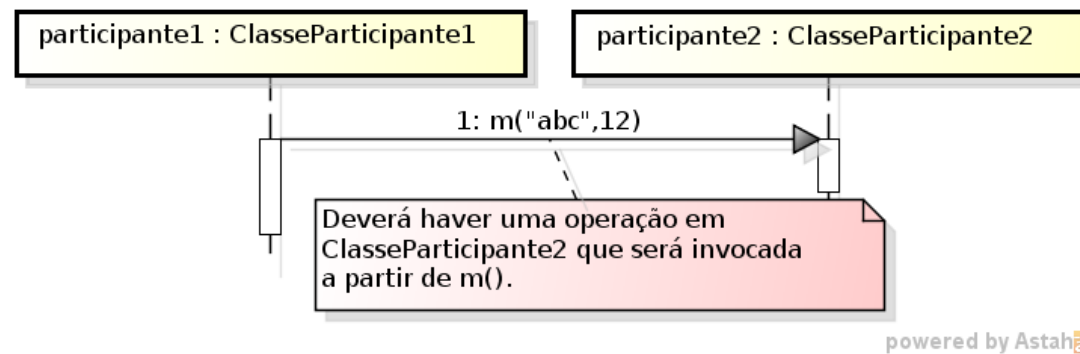 participante1 : ClasseParticipante1
participante2 : ClasseParticipante2
1: m("abc",12)
Deverá haver uma operação em
ClasseParticipante2 que será invocada
a partir de m().
powered by Astah